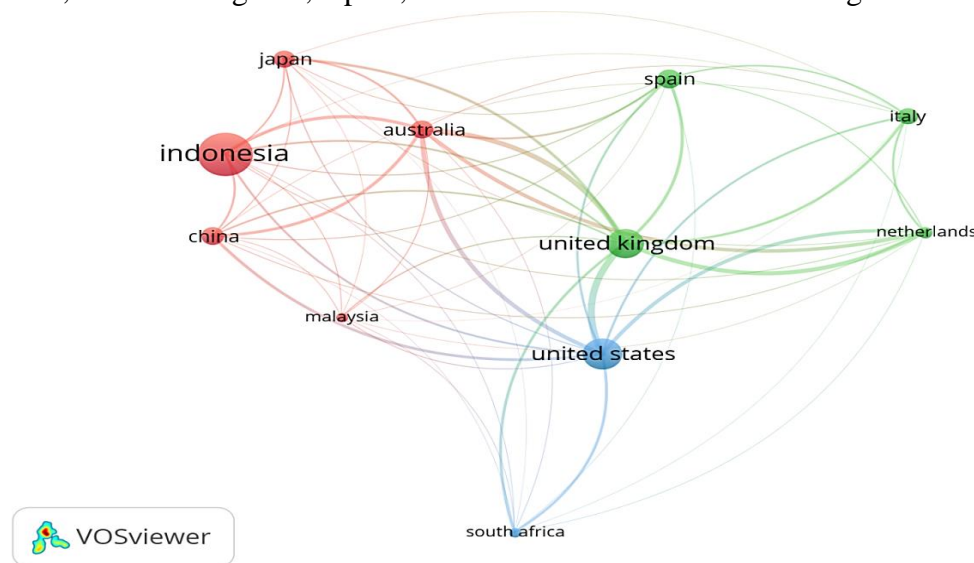 japan
spain
italy
australia
indonesia
china
netherlands
united kingdom
malaysia
united states
south africa
VOSviewer